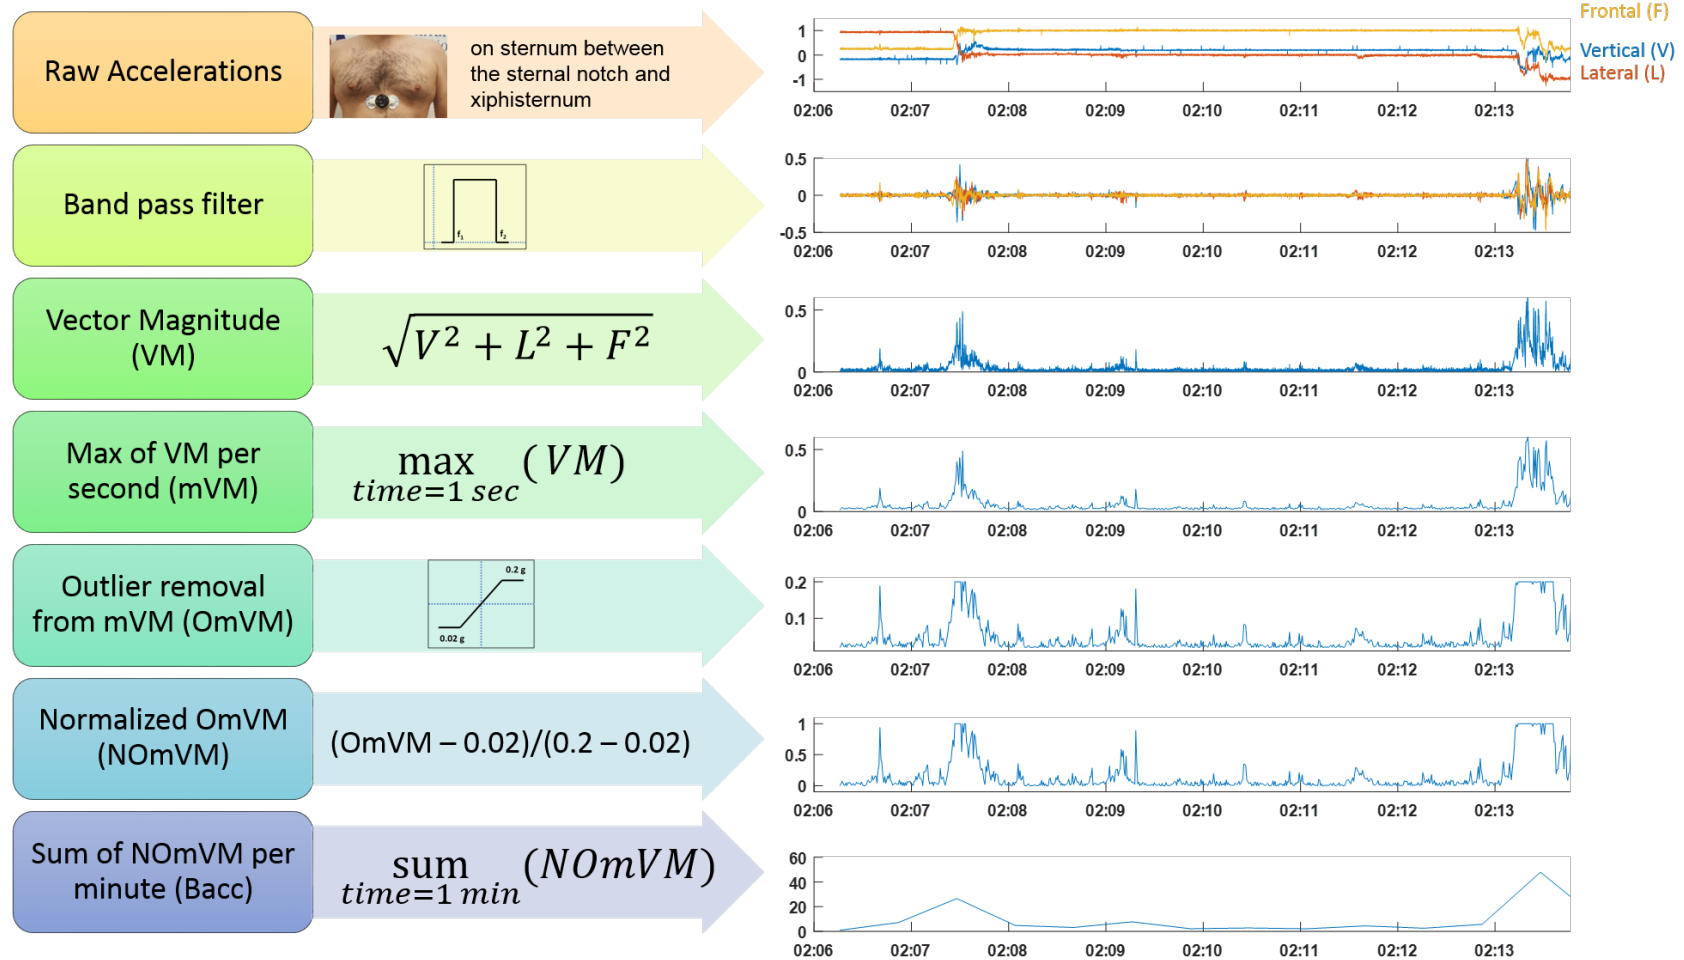 Raw Accelerations
on sternum between
the sternal notch and
xiphisternum
Frontal (F)
Vertical (V)
Lateral (L)
1
0
-1
02:06 02:07 02:08 02:09 02:10 02:11 02:12 02:13
Band pass filter
f1 f2
0.5
0
-0.5
02:06 02:07 02:08 02:09 02:10 02:11 02:12 02:13
Vector Magnitude
(VM)
√V² + L² + F²
0.5
0
02:06 02:07 02:08 02:09 02:10 02:11 02:12 02:13
Max of VM per
second (mVM)
max (VM)
time=1 sec
0.5
0
02:06 02:07 02:08 02:09 02:10 02:11 02:12 02:13
Outlier removal
from mVM (OmVM)
0.2 g
0.02 g
0.2
0.1
02:06 02:07 02:08 02:09 02:10 02:11 02:12 02:13
Normalized OmVM
(NOmVM)
(OmVM – 0.02)/(0.2 – 0.02)
1
0.5
0
02:06 02:07 02:08 02:09 02:10 02:11 02:12 02:13
Sum of NOmVM per
minute (Bacc)
sum (NOmVM)
time=1 min
60
40
20
0
02:06 02:07 02:08 02:09 02:10 02:11 02:12 02:13